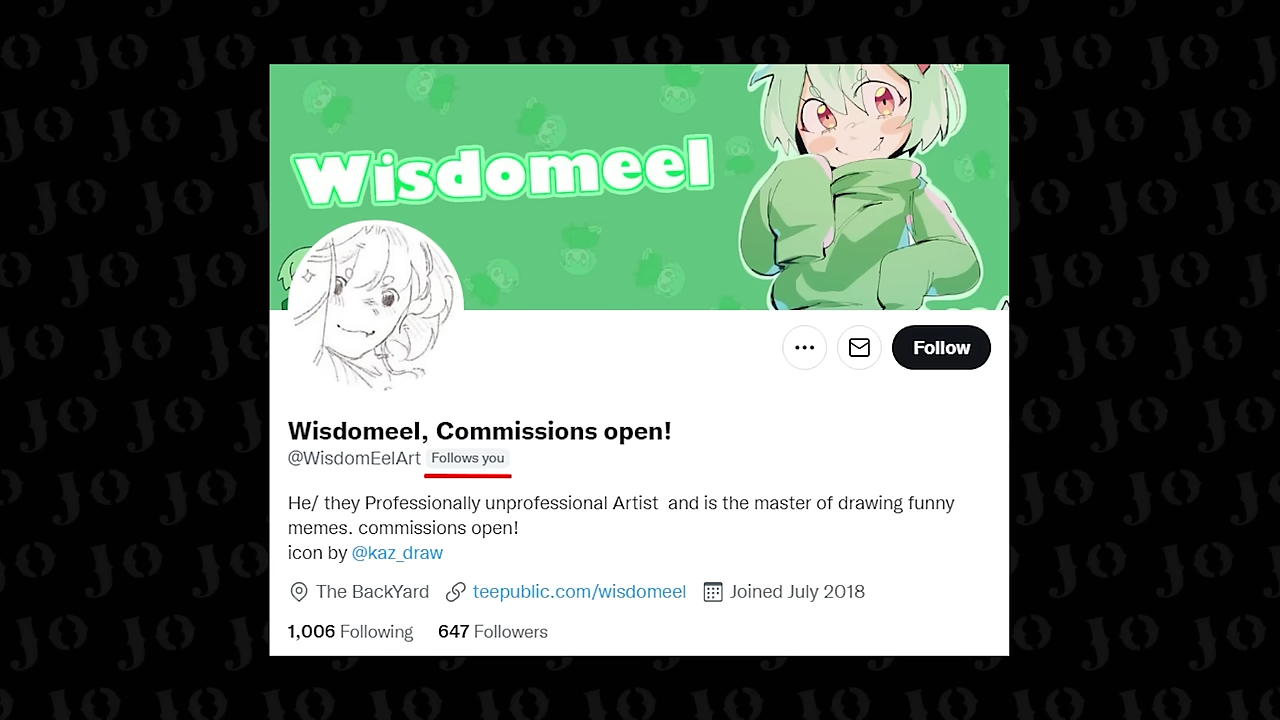 Wisdomeel
Follow
Wisdomeel, Commissions open!
@WisdomEelArt Follows you
He/ they Professionally unprofessional Artist  and is the master of drawing funny
memes. commissions open!
icon by @kaz_draw
The BackYard teepublic.com/wisdomeel Joined July 2018
1,006 Following 647 Followers